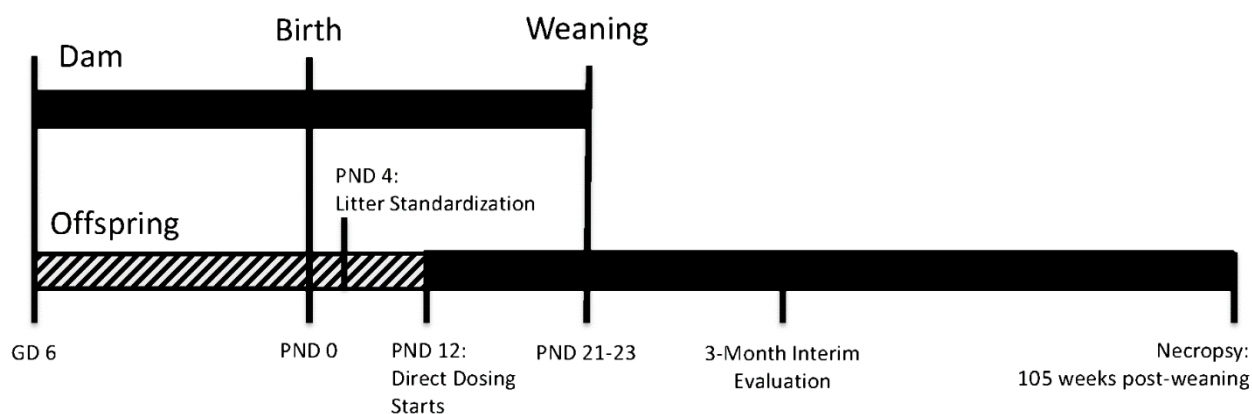 Birth
Weaning
Dam
PND 4:
Litter Standardization
Offspring
GD 6
PND 0
PND 12:
Direct Dosing
Starts
PND 21-23
3-Month Interim
Evaluation
Necropsy:
105 weeks post-weaning